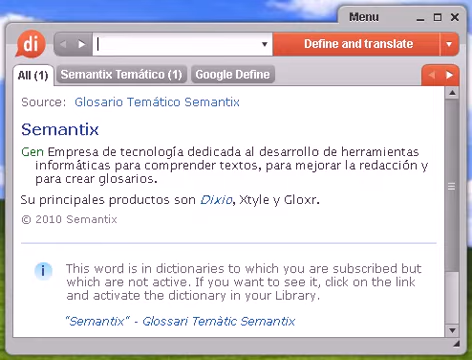 Menu
di
Define and translate
All (1)
Semantix Temático (1)
Google Define
Source: Glosario Temático Semantix
Semantix
Gen Empresa de tecnología dedicada al desarrollo de herramientas
informáticas para comprender textos, para mejorar la redacción y
para crear glosarios.
Su principales productos son Dixio, Xtyle y Gloxr.
© 2010 Semantix
i
This word is in dictionaries to which you are subscribed but
which are not active. If you want to see it, click on the link
and activate the dictionary in your Library.
"Semantix" - Glossari Temàtic Semantix